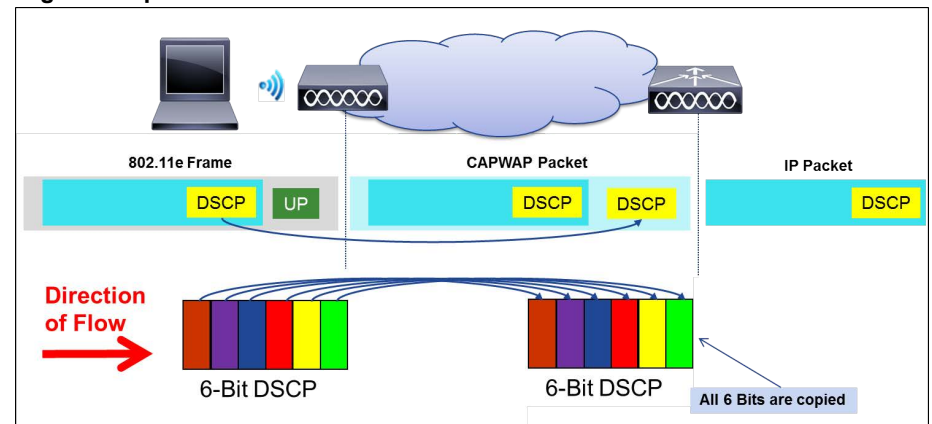 802.11e Frame
CAPWAP Packet
IP Packet
DSCP
UP
DSCP
DSCP
DSCP
Direction
of Flow
6-Bit DSCP
6-Bit DSCP
All 6 Bits are copied